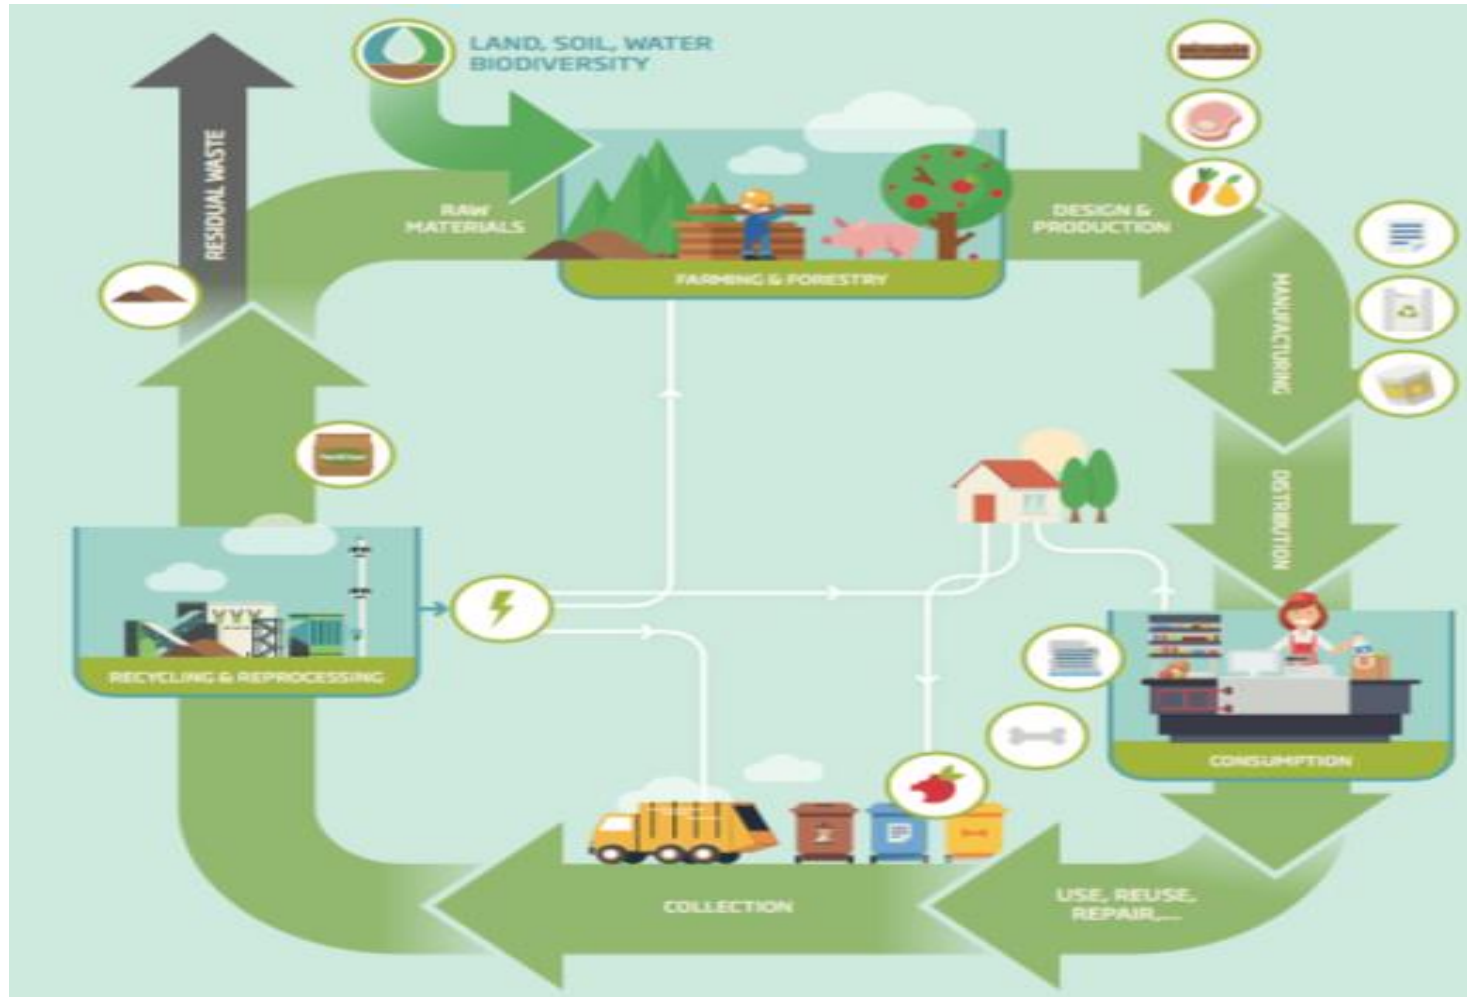 LAND, SOIL, WATER
BIODIVERSITY
RESIDUAL WASTE
RAW
MATERIALS
FARMING & FORESTRY
DESIGN &
PRODUCTION
MANUFACTURING
DISTRIBUTION
RECYCLING & REPROCESSING
CONSUMPTION
COLLECTION
USE, REUSE,
REPAIR,...